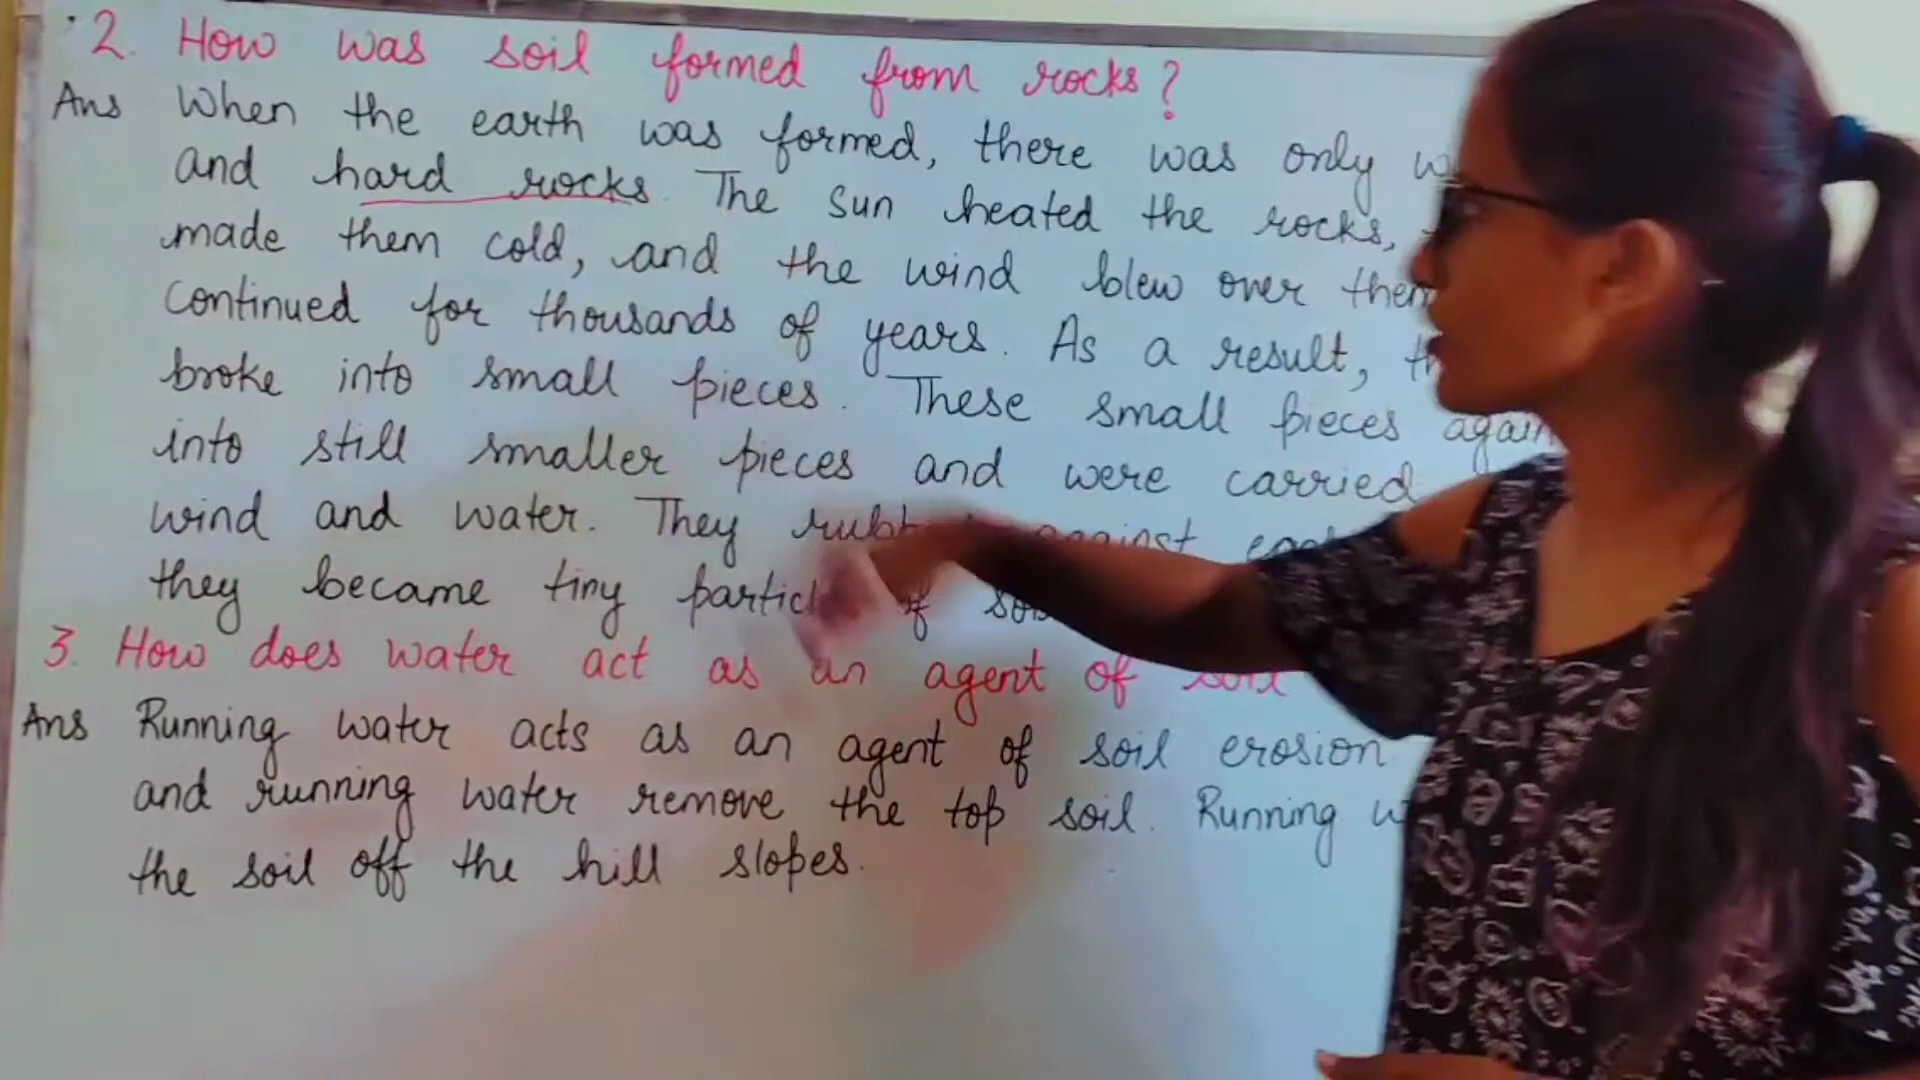 2. How was soil formed from rocks?
Ans When the earth was formed, there was only
and hard rocks. The sun heated the rocks,
made them cold, and the wind blew over
continued for thousands of years. As a result,
broke into small pieces. These small pieces again
into still smaller pieces and were carried
wind and water. They against
they became tiny of
3. How does water act as an agent of soil
Ans Running water acts as an agent of soil erosion
and running water remove the top soil. Running
the soil off the hill slopes.